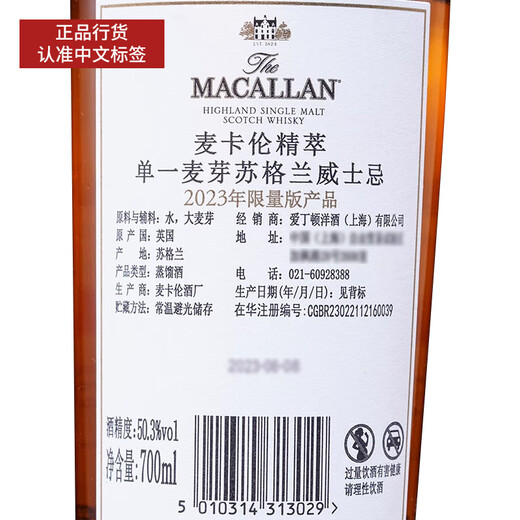 正品行货
认准中文标签
EST. 1824
The
MACALLAN
HIGHLAND SINGLE MALT
SCOTCH WHISKY
麦卡伦精萃
单一麦芽苏格兰威士忌
2023年限量版产品
原料与辅料: 水, 大麦芽
原产国: 英国
产地: 苏格兰
产品类型: 蒸馏酒
生产商: 麦卡伦酒厂
贮藏方法: 常温避光储存
经销商: 爱丁顿洋酒(上海)有限公司
地址:
电话: 021-60928388
生产日期(年/月/日): 见背标
在华注册编号: CGBR23022112160039
酒精度: 50.3%vol
净含量: 700ml
5 010314 313029
过量饮酒有害健康
请理性饮酒